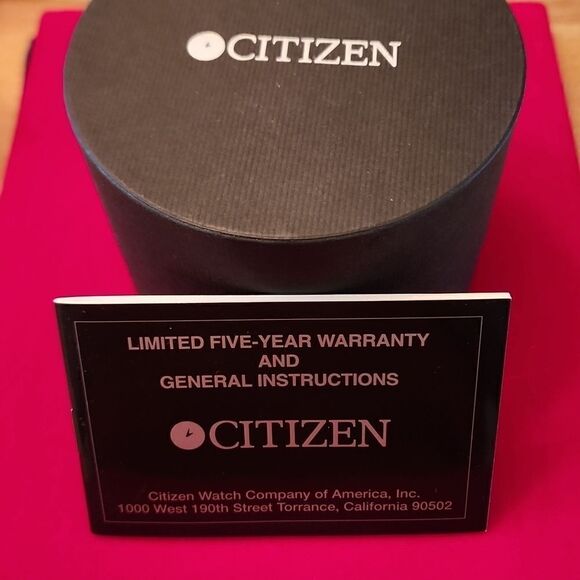 CITIZEN
LIMITED FIVE-YEAR WARRANTY
AND
GENERAL INSTRUCTIONS
CITIZEN
Citizen Watch Company of America, Inc.
1000 West 190th Street Torrance, California 90502